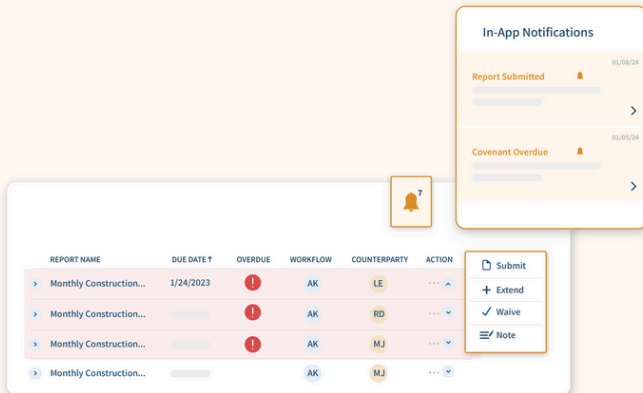 In-App Notifications
01/08/24
Report Submitted
01/05/24
Covenant Overdue
7
REPORT NAME DUE DATE ↑ OVERDUE WORKFLOW COUNTERPARTY ACTION
Monthly Construction... 1/24/2023 ! AK LE ...
Monthly Construction... ! AK RD ...
Monthly Construction... ! AK MJ ...
Monthly Construction... AK MJ ...
Submit
+ Extend
Waive
Note